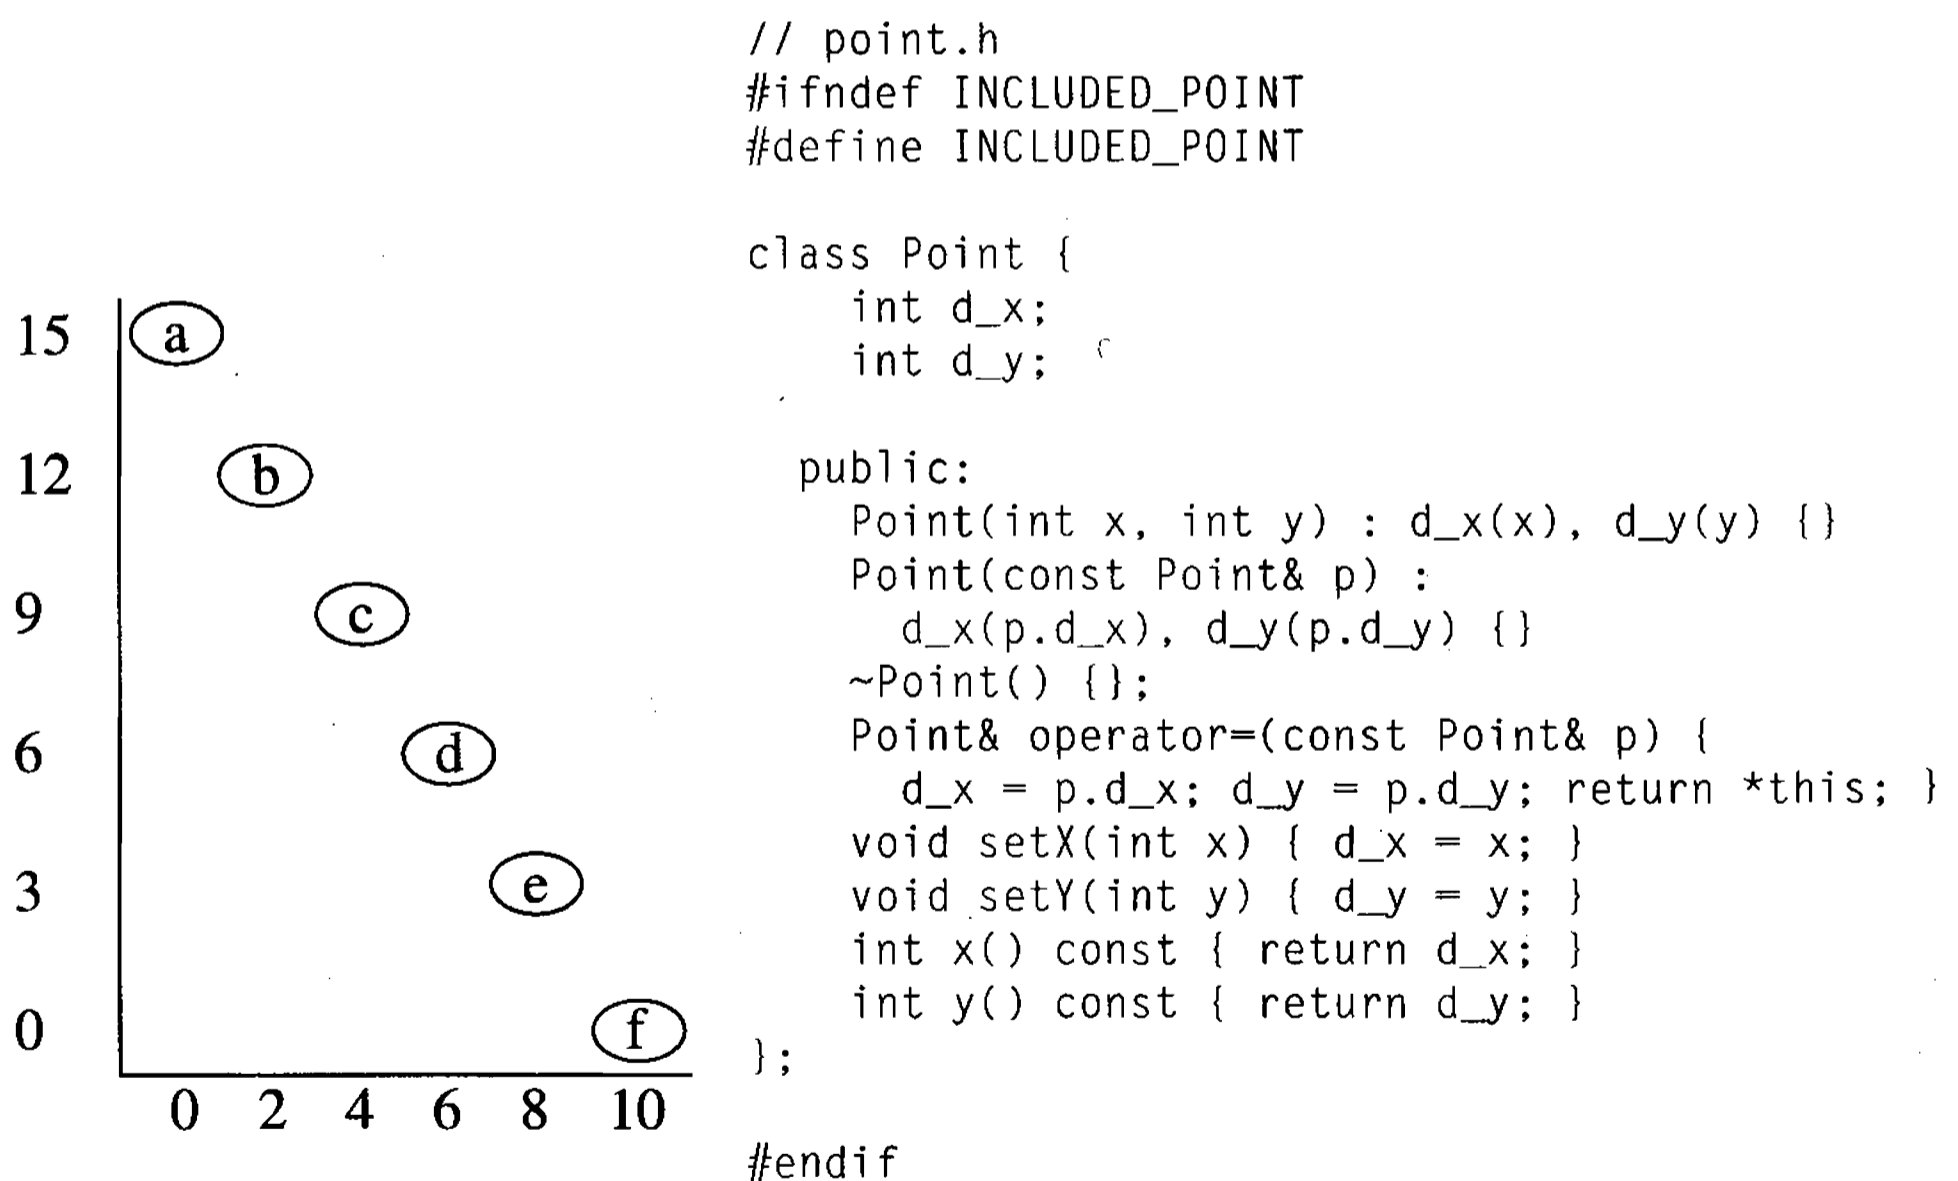 // point.h
#ifndef INCLUDED_POINT
#define INCLUDED_POINT
class Point {
int d_x;
int d_y;
public:
Point(int x, int y) : d_x(x), d_y(y) {}
Point(const Point& p) :
d_x(p.d_x), d_y(p.d_y) {}
~Point() {};
Point& operator=(const Point& p) {
d_x = p.d_x; d_y = p.d_y; return *this; }
void setX(int x) { d_x = x; }
void setY(int y) { d_y = y; }
int x() const { return d_x; }
int y() const { return d_y; }
};
#endif
15 a
12 b
9 c
6 d
3 e
0 f
0 2 4 6 8 10